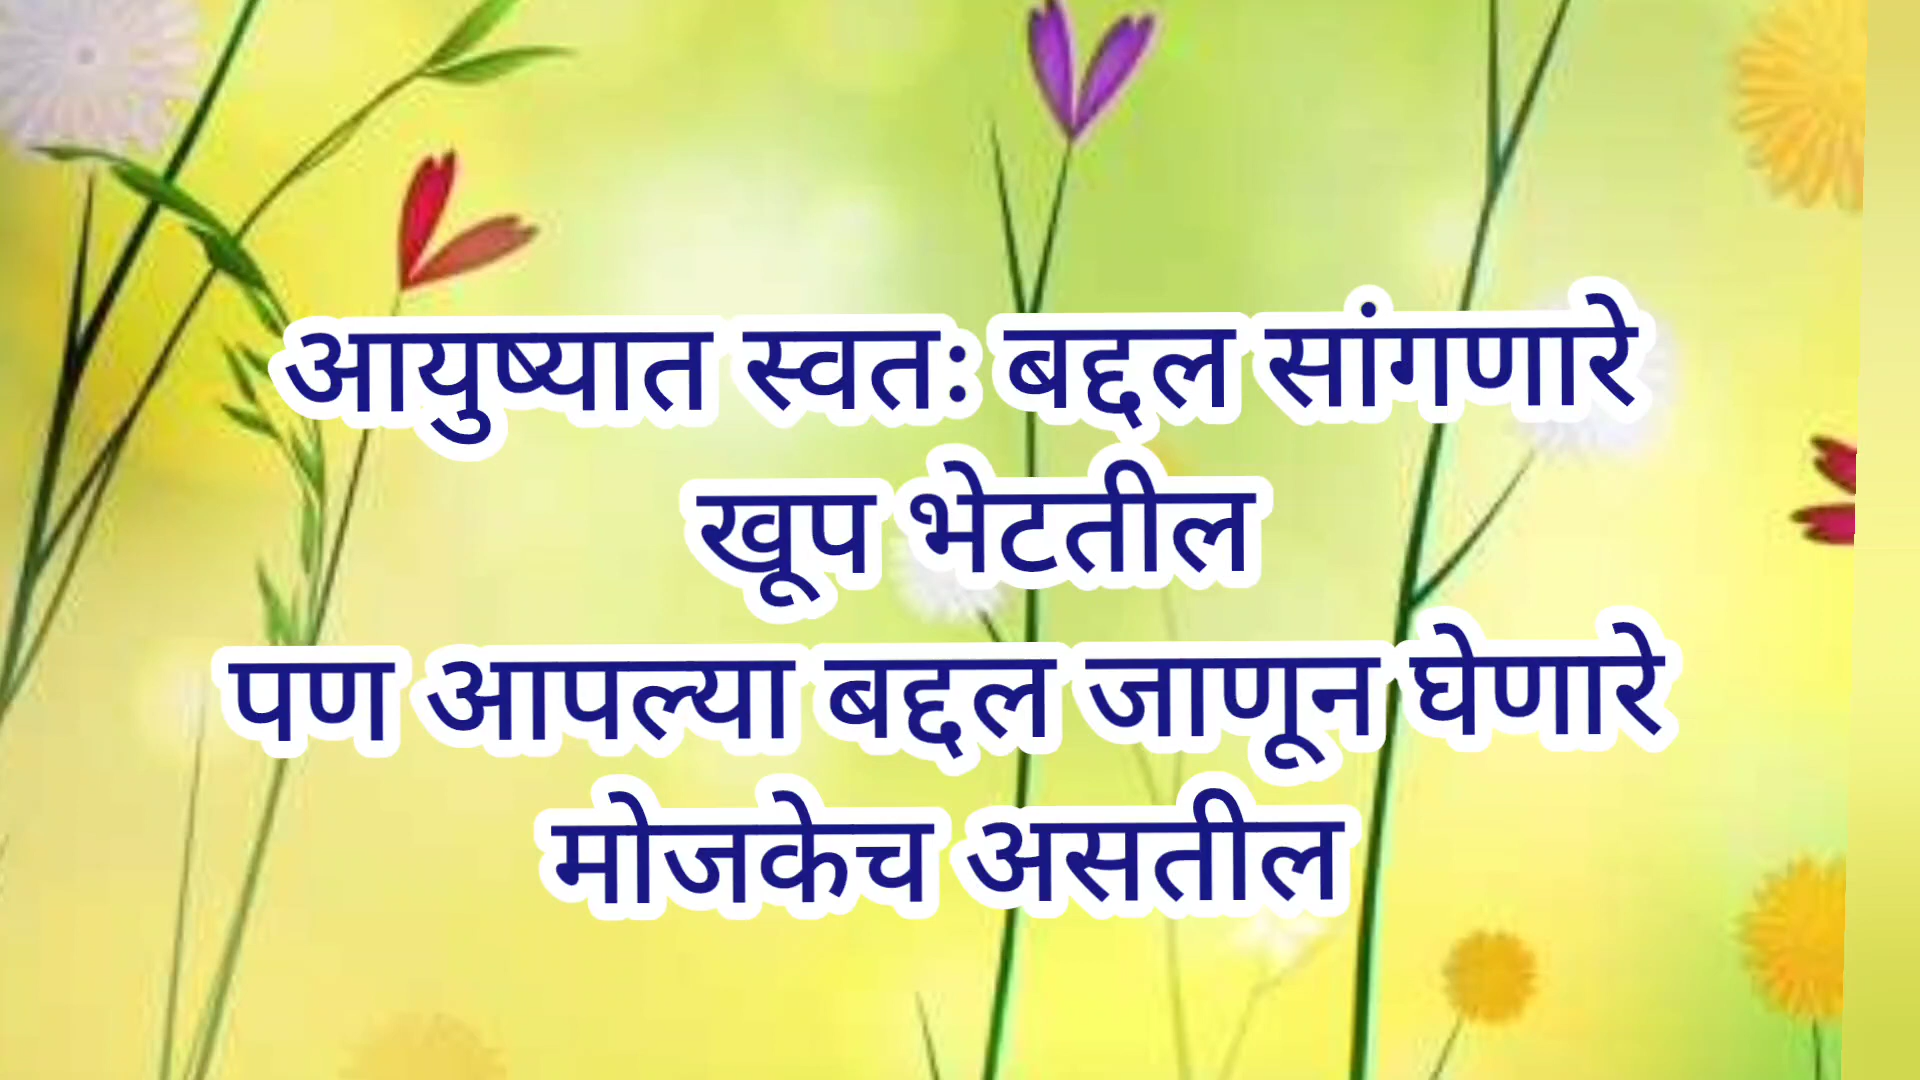 आयुष्यात स्वतः बद्दल सांगणारे
खूप भेटतील
पण आपल्या बद्दल जाणून घेणारे
मोजकेच असतील